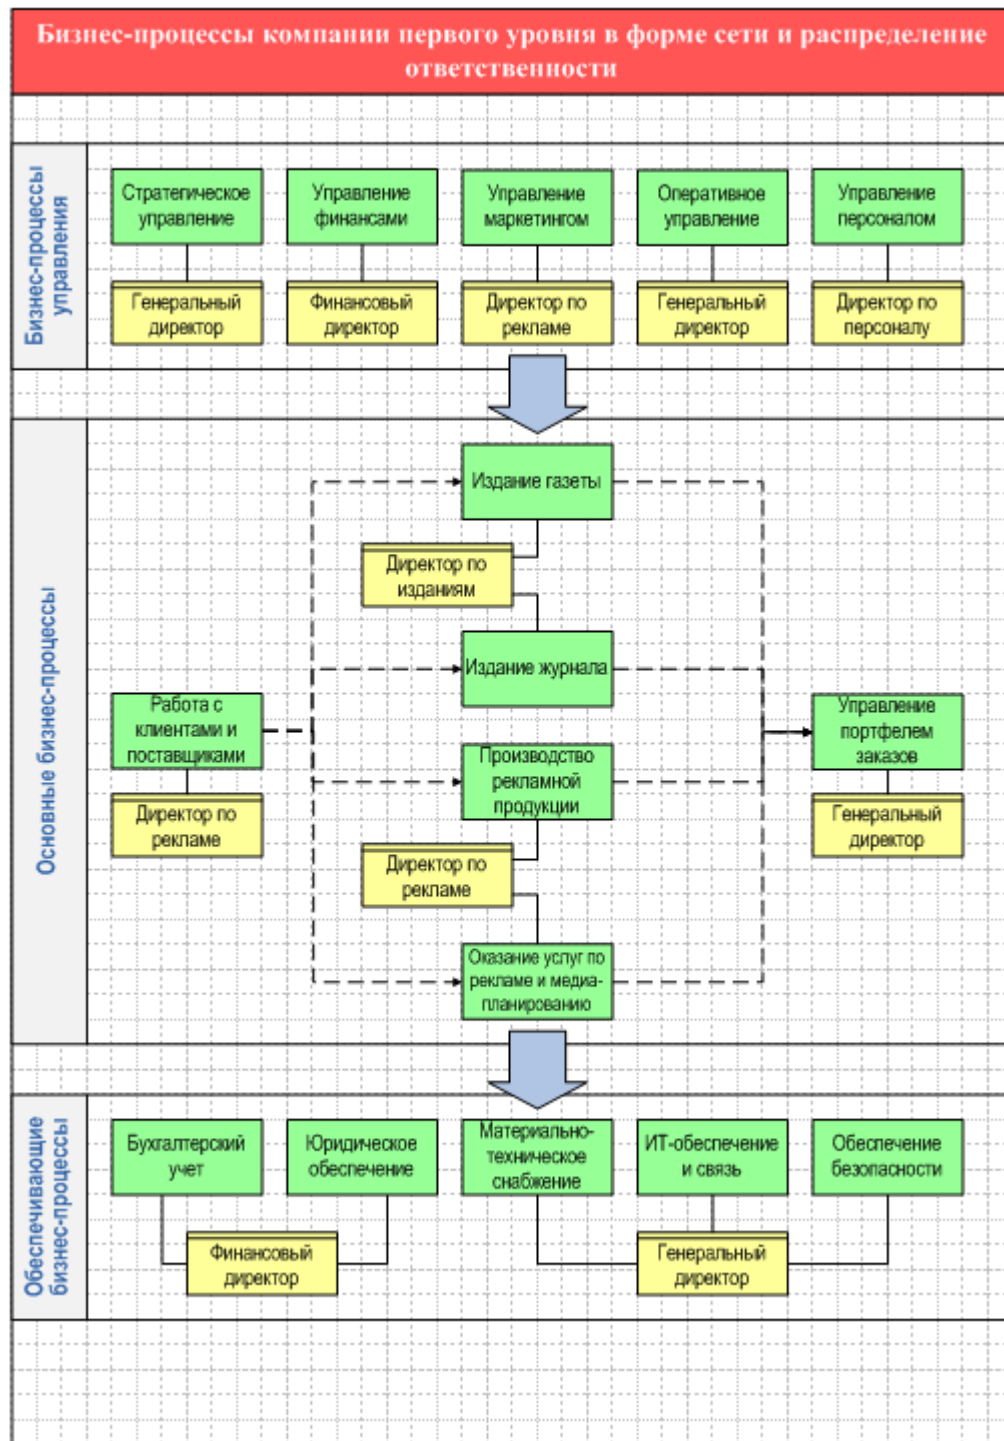 Бизнес-процессы компании первого уровня в форме сети и распределение
ответственности
Бизнес-процессы
управления
Стратегическое
управление
Управление
финансами
Управление
маркетингом
Оперативное
управление
Управление
персоналом
Генеральный
директор
Финансовый
директор
Директор по
рекламе
Генеральный
директор
Директор по
персоналу
Основные бизнес-процессы
Издание газеты
Директор по
изданиям
Издание журнала
Работа с
клиентами и
поставщиками
Управление
портфелем
заказов
Производство
рекламной
продукции
Директор по
рекламе
Генеральный
директор
Директор по
рекламе
Оказание услуг по
рекламе и медиа-
планированию
Обеспечивающие
бизнес-процессы
Бухгалтерский
учет
Юридическое
обеспечение
Материально-
техническое
снабжение
ИТ-обеспечение
и связь
Обеспечение
безопасности
Финансовый
директор
Генеральный
директор